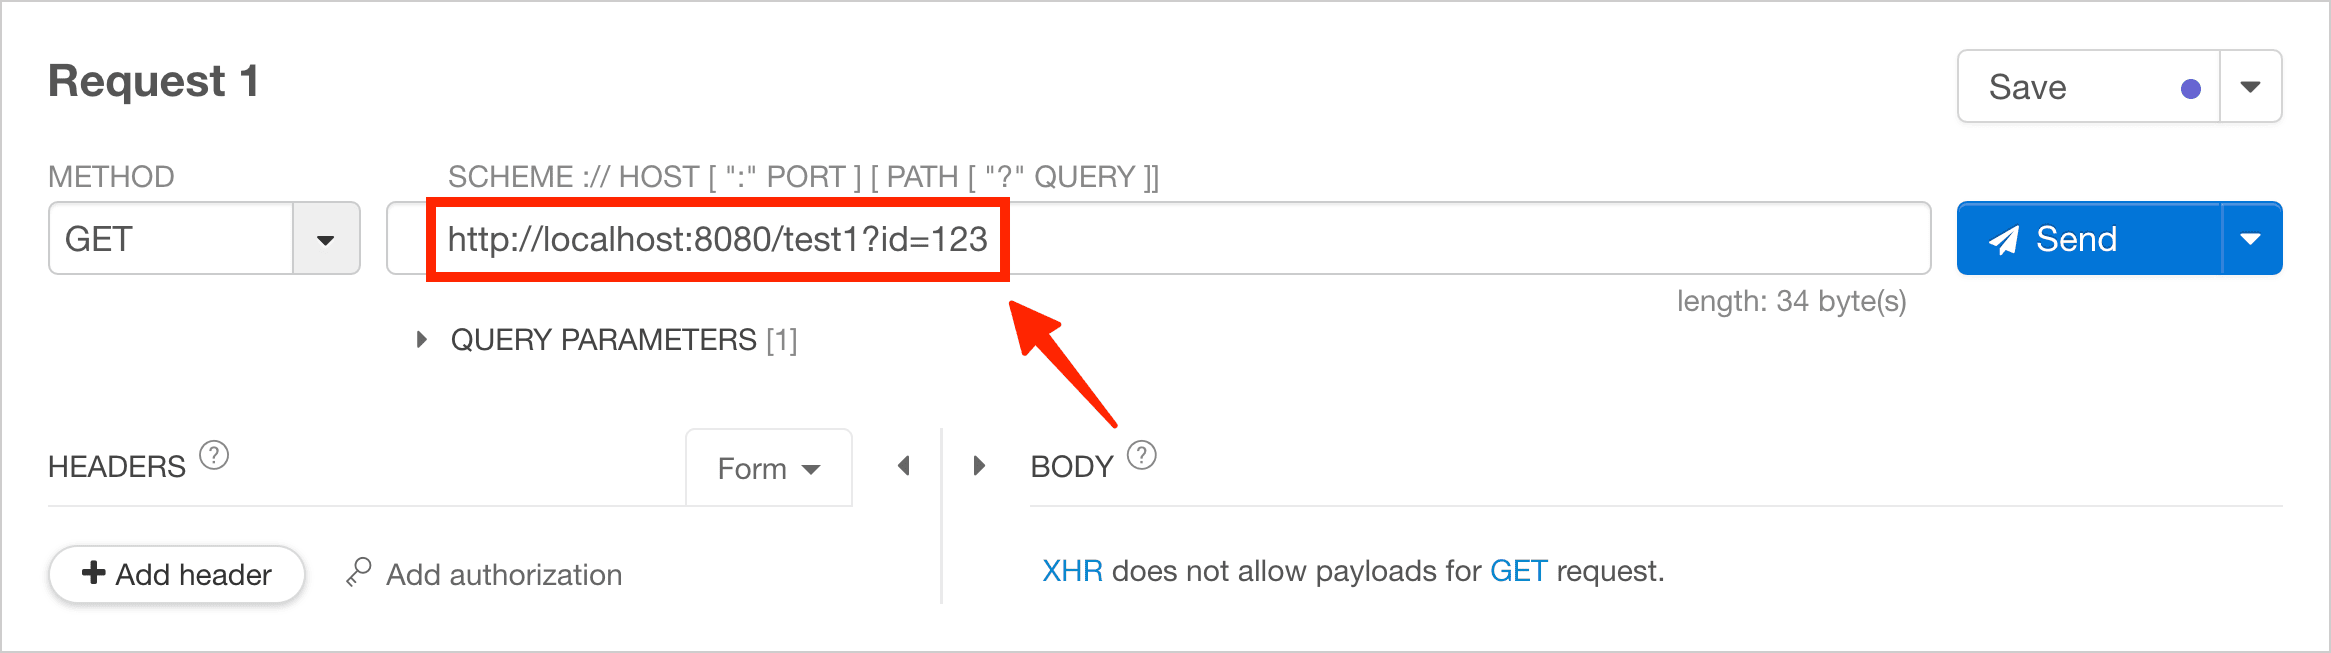 Request 1
Save
METHOD
SCHEME :// HOST [ ":" PORT ] [ PATH [ "?" QUERY ]]
GET
http://localhost:8080/test1?id=123
Send
length: 34 byte(s)
QUERY PARAMETERS [1]
HEADERS ?
Form
BODY ?
+ Add header
Add authorization
XHR does not allow payloads for GET request.